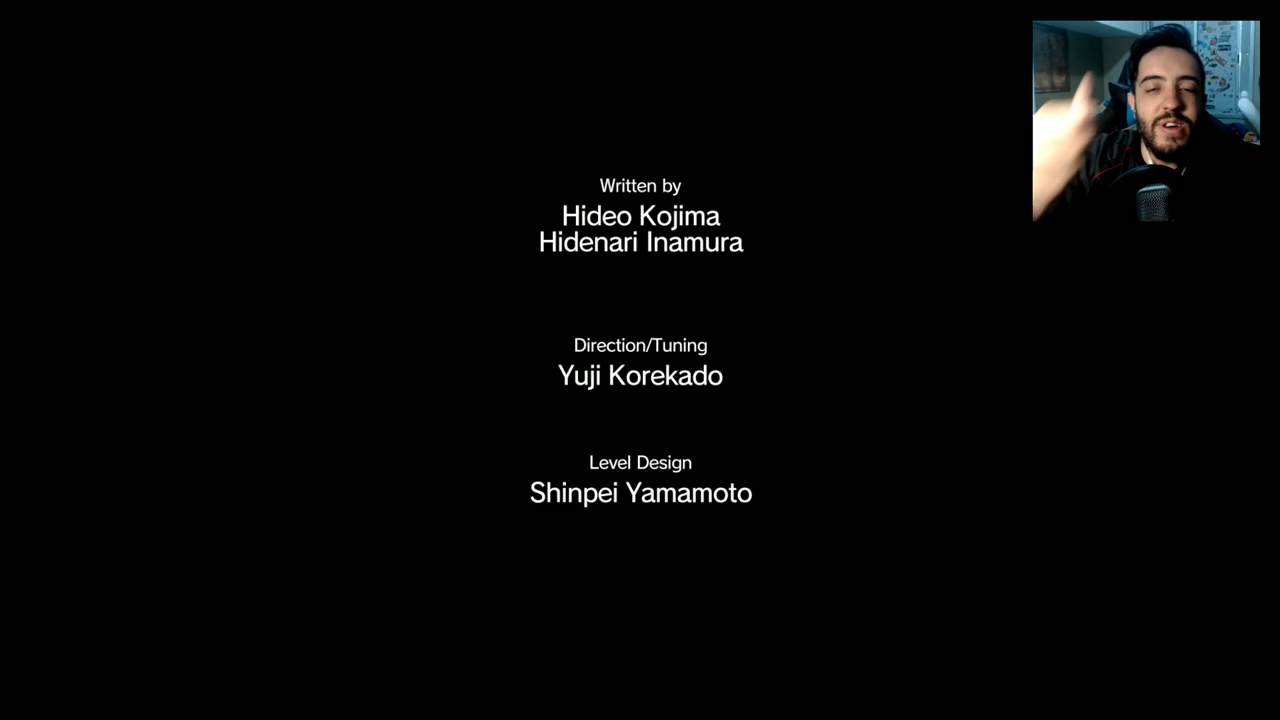 Written by
Hideo Kojima
Hidenari Inamura
Direction/Tuning
Yuji Korekado
Level Design
Shinpei Yamamoto